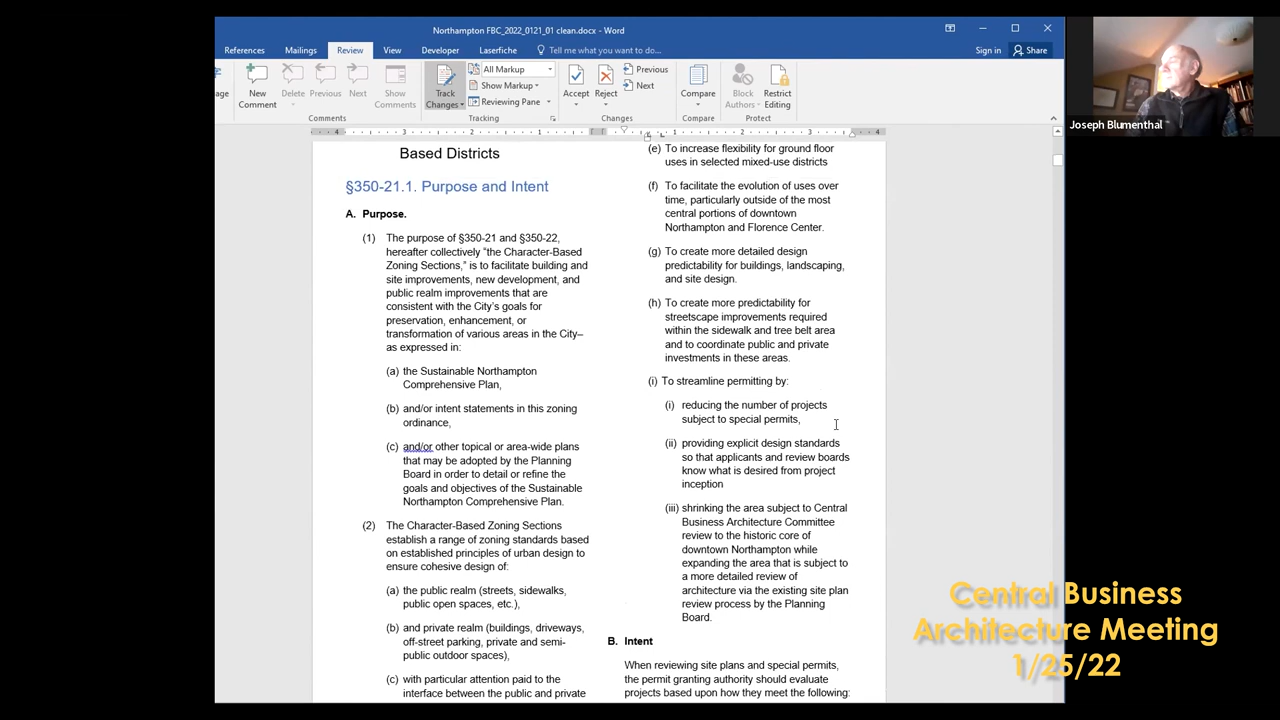 Northampton FBC_2022_0121_01 clean.docx - Word
References Mailings Review View Developer Laserfiche Tell me what you want to do... Sign in Share
New Comment
Delete
Previous
Next
Show Comments
Comments
Track Changes
All Markup
Show Markup
Reviewing Pane
Tracking
Accept
Reject
Previous
Next
Changes
Compare
Compare
Block Authors
Restrict Editing
Protect
Based Districts
§350-21.1. Purpose and Intent
A. Purpose.
(1) The purpose of §350-21 and §350-22,
hereafter collectively “the Character-Based
Zoning Sections,” is to facilitate building and
site improvements, new development, and
public realm improvements that are
consistent with the City’s goals for
preservation, enhancement, or
transformation of various areas in the City–
as expressed in:
(a) the Sustainable Northampton
Comprehensive Plan,
(b) and/or intent statements in this zoning
ordinance,
(c) and/or other topical or area-wide plans
that may be adopted by the Planning
Board in order to detail or refine the
goals and objectives of the Sustainable
Northampton Comprehensive Plan.
(2) The Character-Based Zoning Sections
establish a range of zoning standards based
on established principles of urban design to
ensure cohesive design of:
(a) the public realm (streets, sidewalks,
public open spaces, etc.),
(b) and private realm (buildings, driveways,
off-street parking, private and semi-
public outdoor spaces),
(c) with particular attention paid to the
interface between the public and private
(e) To increase flexibility for ground floor
uses in selected mixed-use districts
(f) To facilitate the evolution of uses over
time, particularly outside of the most
central portions of downtown
Northampton and Florence Center.
(g) To create more detailed design
predictability for buildings, landscaping,
and site design.
(h) To create more predictability for
streetscape improvements required
within the sidewalk and tree belt area
and to coordinate public and private
investments in these areas.
(i) To streamline permitting by:
(i) reducing the number of projects
subject to special permits,
(ii) providing explicit design standards
so that applicants and review boards
know what is desired from project
inception
(iii) shrinking the area subject to Central
Business Architecture Committee
review to the historic core of
downtown Northampton while
expanding the area that is subject to
a more detailed review of
architecture via the existing site plan
review process by the Planning
Board.
B. Intent
When reviewing site plans and special permits,
the permit granting authority should evaluate
projects based upon how they meet the following:
Joseph Blumenthal
Central Business
Architecture Meeting
1/25/22